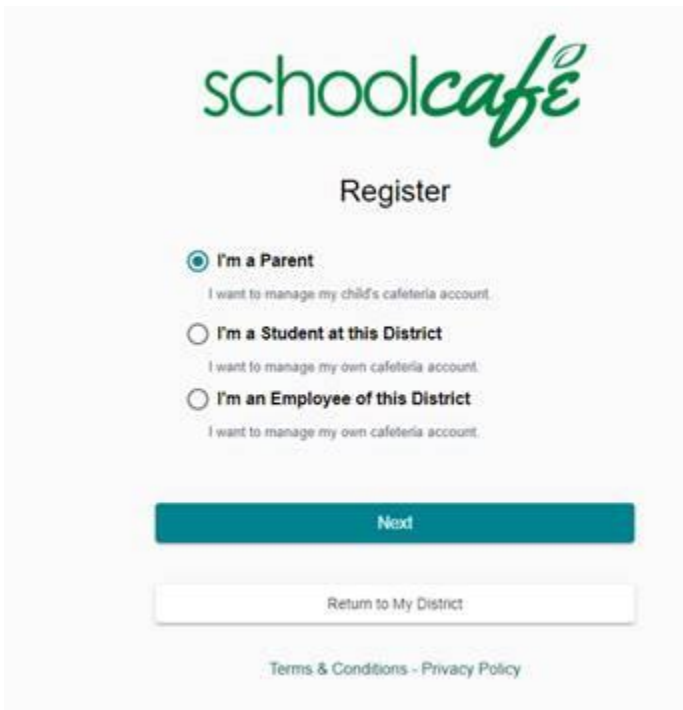 schoolcafé
Register
I'm a Parent
I want to manage my child's cafeteria account.
I'm a Student at this District
I want to manage my own cafeteria account.
I'm an Employee of this District
I want to manage my own cafeteria account.
Next
Return to My District
Terms & Conditions - Privacy Policy